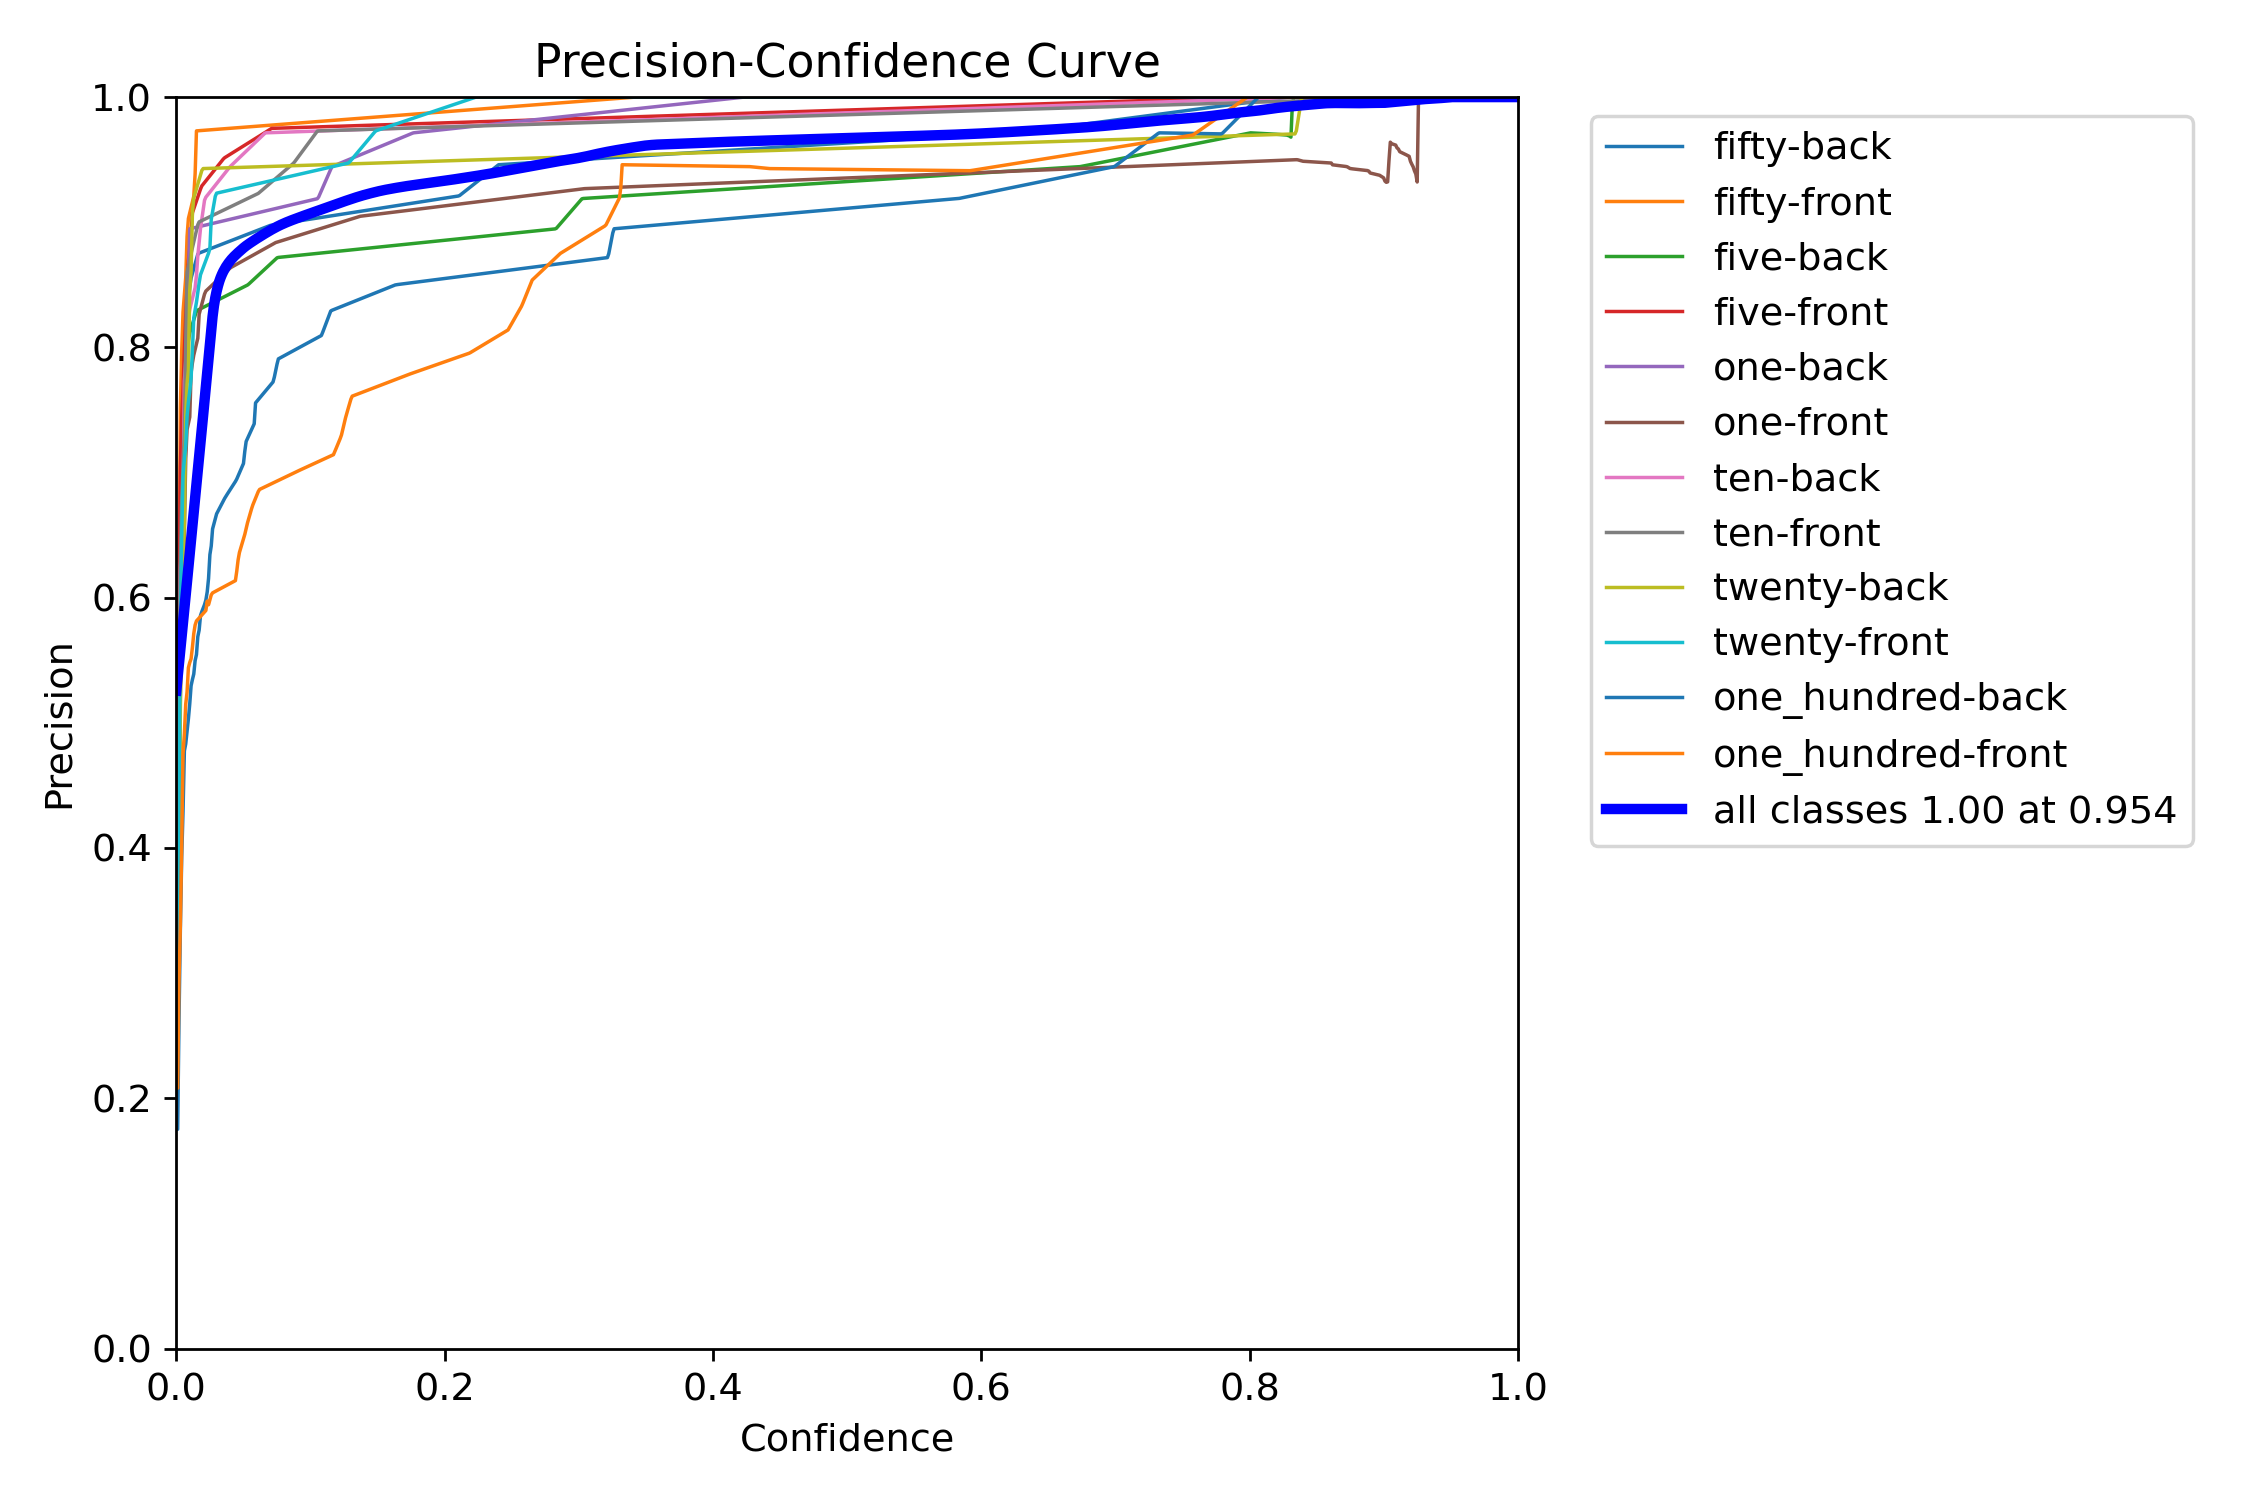 Precision-Confidence Curve
1.0
0.8
0.6
0.4
0.2
0.0
Precision
0.0 0.2 0.4 0.6 0.8 1.0
Confidence
fifty-back
fifty-front
five-back
five-front
one-back
one-front
ten-back
ten-front
twenty-back
twenty-front
one_hundred-back
one_hundred-front
all classes 1.00 at 0.954